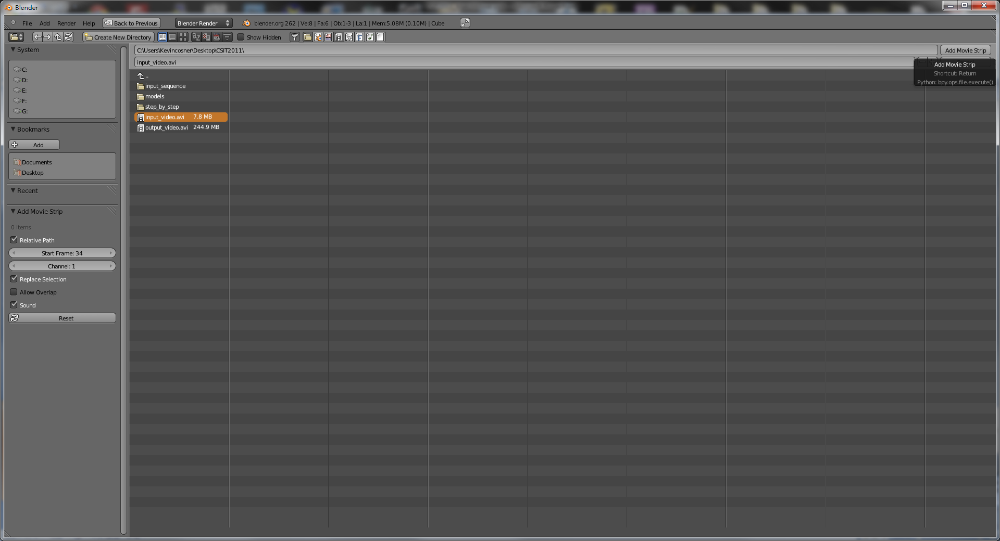 Blender
File Add Render Help Back to Previous Blender Render blender.org 262 | Ve:8 | Fa:6 | Ob:1-3 | La:1 | Mem:5.08M (0.10M) | Cube
Create New Directory Show Hidden
System
C:
D:
E:
F:
G:
Bookmarks
Add
Documents
Desktop
Recent
Add Movie Strip
0 items
Relative Path
Start Frame: 34
Channel: 1
Replace Selection
Allow Overlap
Sound
Reset
C:\Users\Kevincosner\Desktop\CSIT2011\ Add Movie Strip
input_video.avi
Add Movie Strip
Shortcut: Return
Python: bpy.ops.file.execute()
..
input_sequence
models
step_by_step
input_video.avi 7.8 MB
output_video.avi 244.9 MB